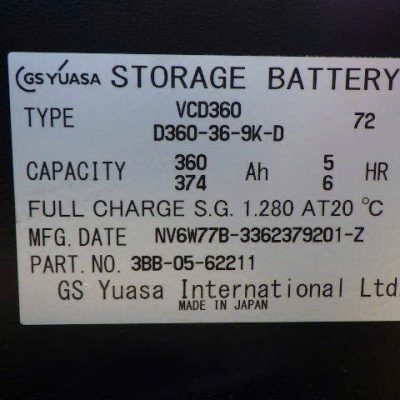 GS YUASA STORAGE BATTERY
TYPE VCD360 72
D360-36-9K-D
CAPACITY 360 Ah 5 HR
374 6
FULL CHARGE S.G. 1.280 AT20 ℃
MFG. DATE NV6W77B-3362379201-Z
PART. NO. 3BB-05-62211
GS Yuasa International Ltd.
MADE IN JAPAN